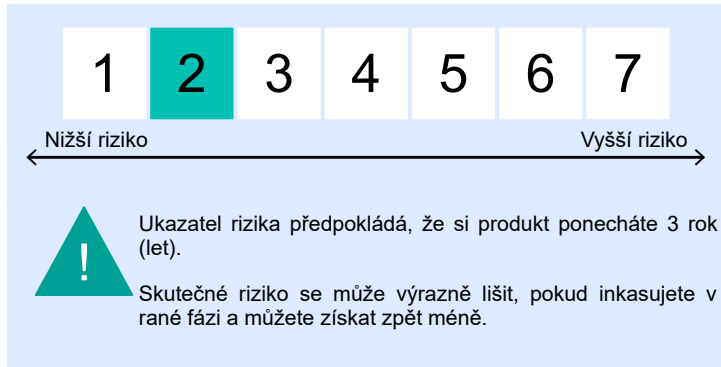 1 2 3 4 5 6 7
Nižší riziko Vyšší riziko
!
Ukazatel rizika předpokládá, že si produkt ponecháte 3 rok
(let).
Skutečné riziko se může výrazně lišit, pokud inkasujete v
rané fázi a můžete získat zpět méně.